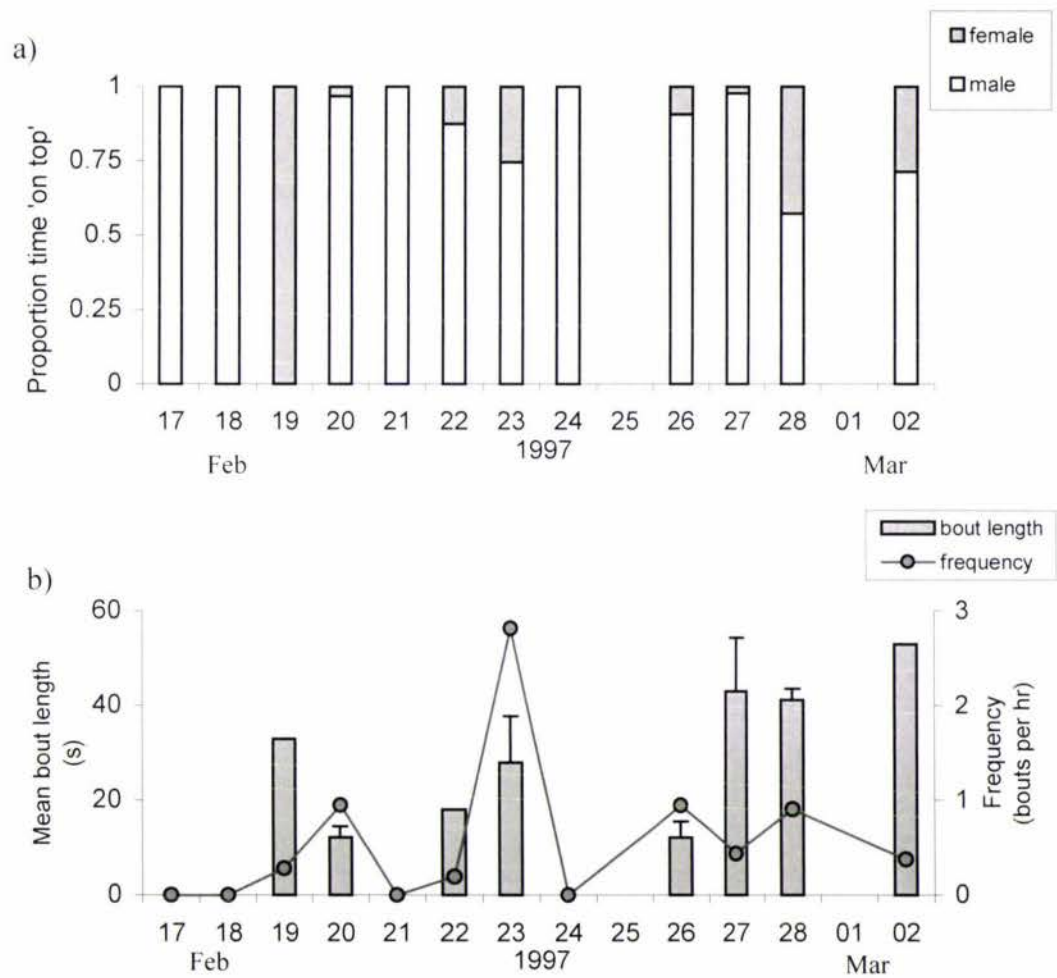 a)
female
male
Proportion time 'on top'
1
0.75
0.5
0.25
0
17 18 19 20 21 22 23 24 25 26 27 28 01 02
1997
Feb
Mar
b)
bout length
frequency
Mean bout length
(s)
60
40
20
0
3
2
1
0
Frequency
(bouts per hr)
17 18 19 20 21 22 23 24 25 26 27 28 01 02
Feb
1997
Mar